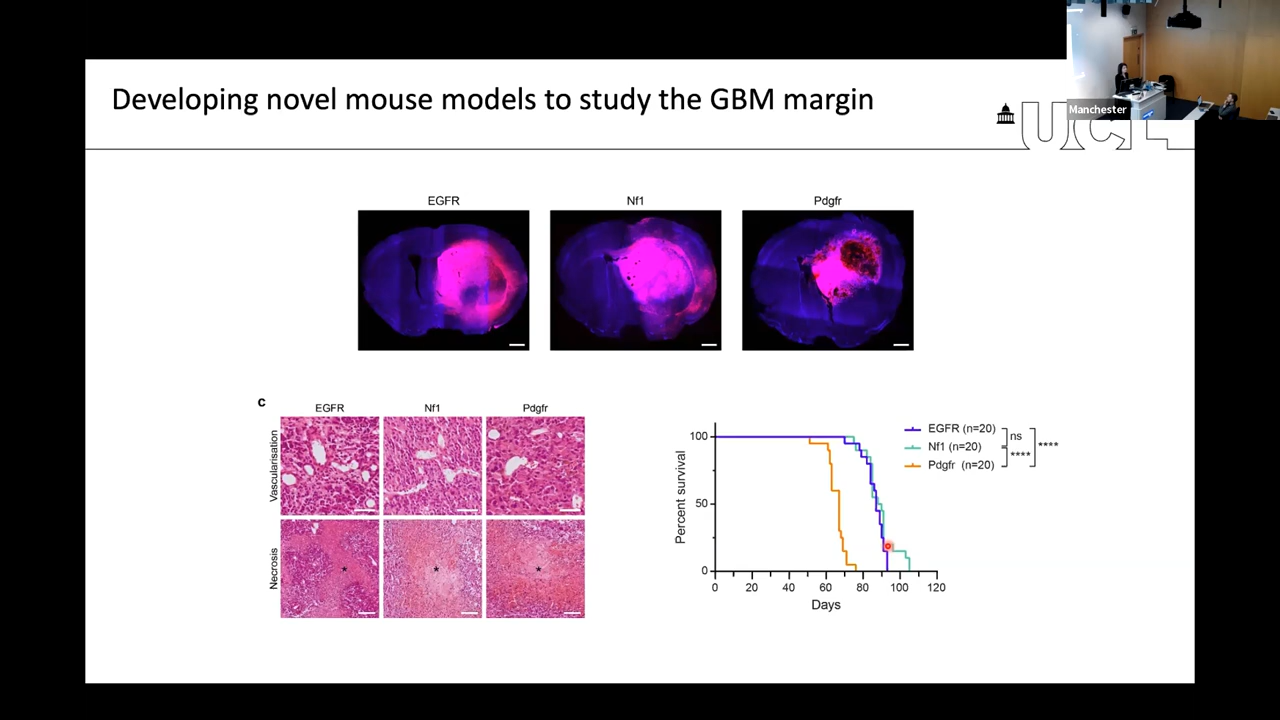 Developing novel mouse models to study the GBM margin
Manchester
UCL
EGFR
Nf1
Pdgfr
c
EGFR
Nf1
Pdgfr
Vascularisation
Necrosis
*
*
*
Percent survival
100
50
0
0
20
40
60
80
100
120
Days
EGFR (n=20)
Nf1 (n=20)
Pdgfr (n=20)
ns
****
****